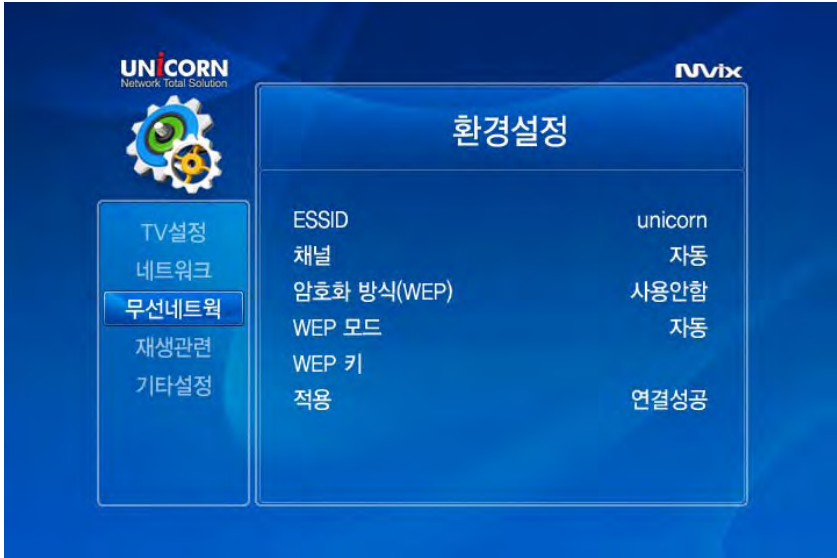 UNiCORN
Network Total Solution
Mvix
환경설정
TV설정
네트워크
무선네트웍
재생관련
기타설정
ESSID unicorn
채널 자동
암호화 방식(WEP) 사용안함
WEP 모드 자동
WEP 키
적용 연결성공